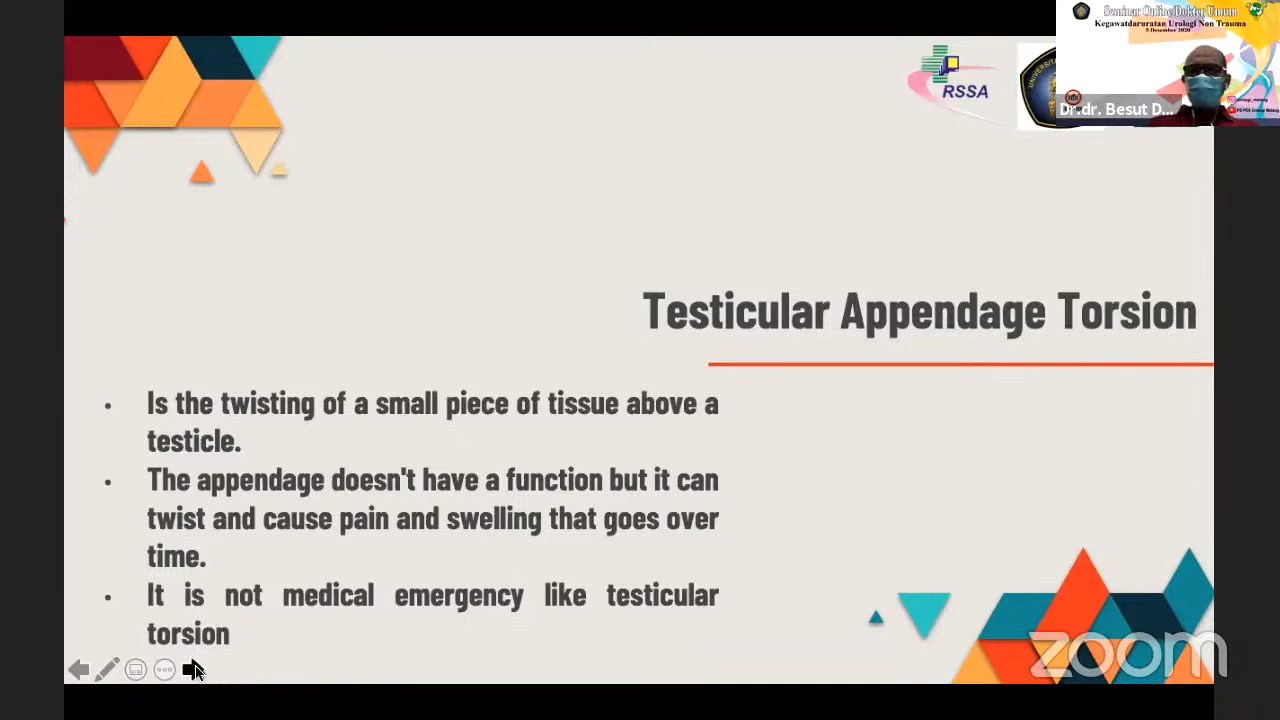 Seminar Online Dokter Umum
Kegawatdaruratan Urologi Non Trauma
5 Desember 2020
RSSA
Dr.dr. Besut D...
Testicular Appendage Torsion
• Is the twisting of a small piece of tissue above a
testicle.
• The appendage doesn't have a function but it can
twist and cause pain and swelling that goes over
time.
• It is not medical emergency like testicular
torsion
zoom